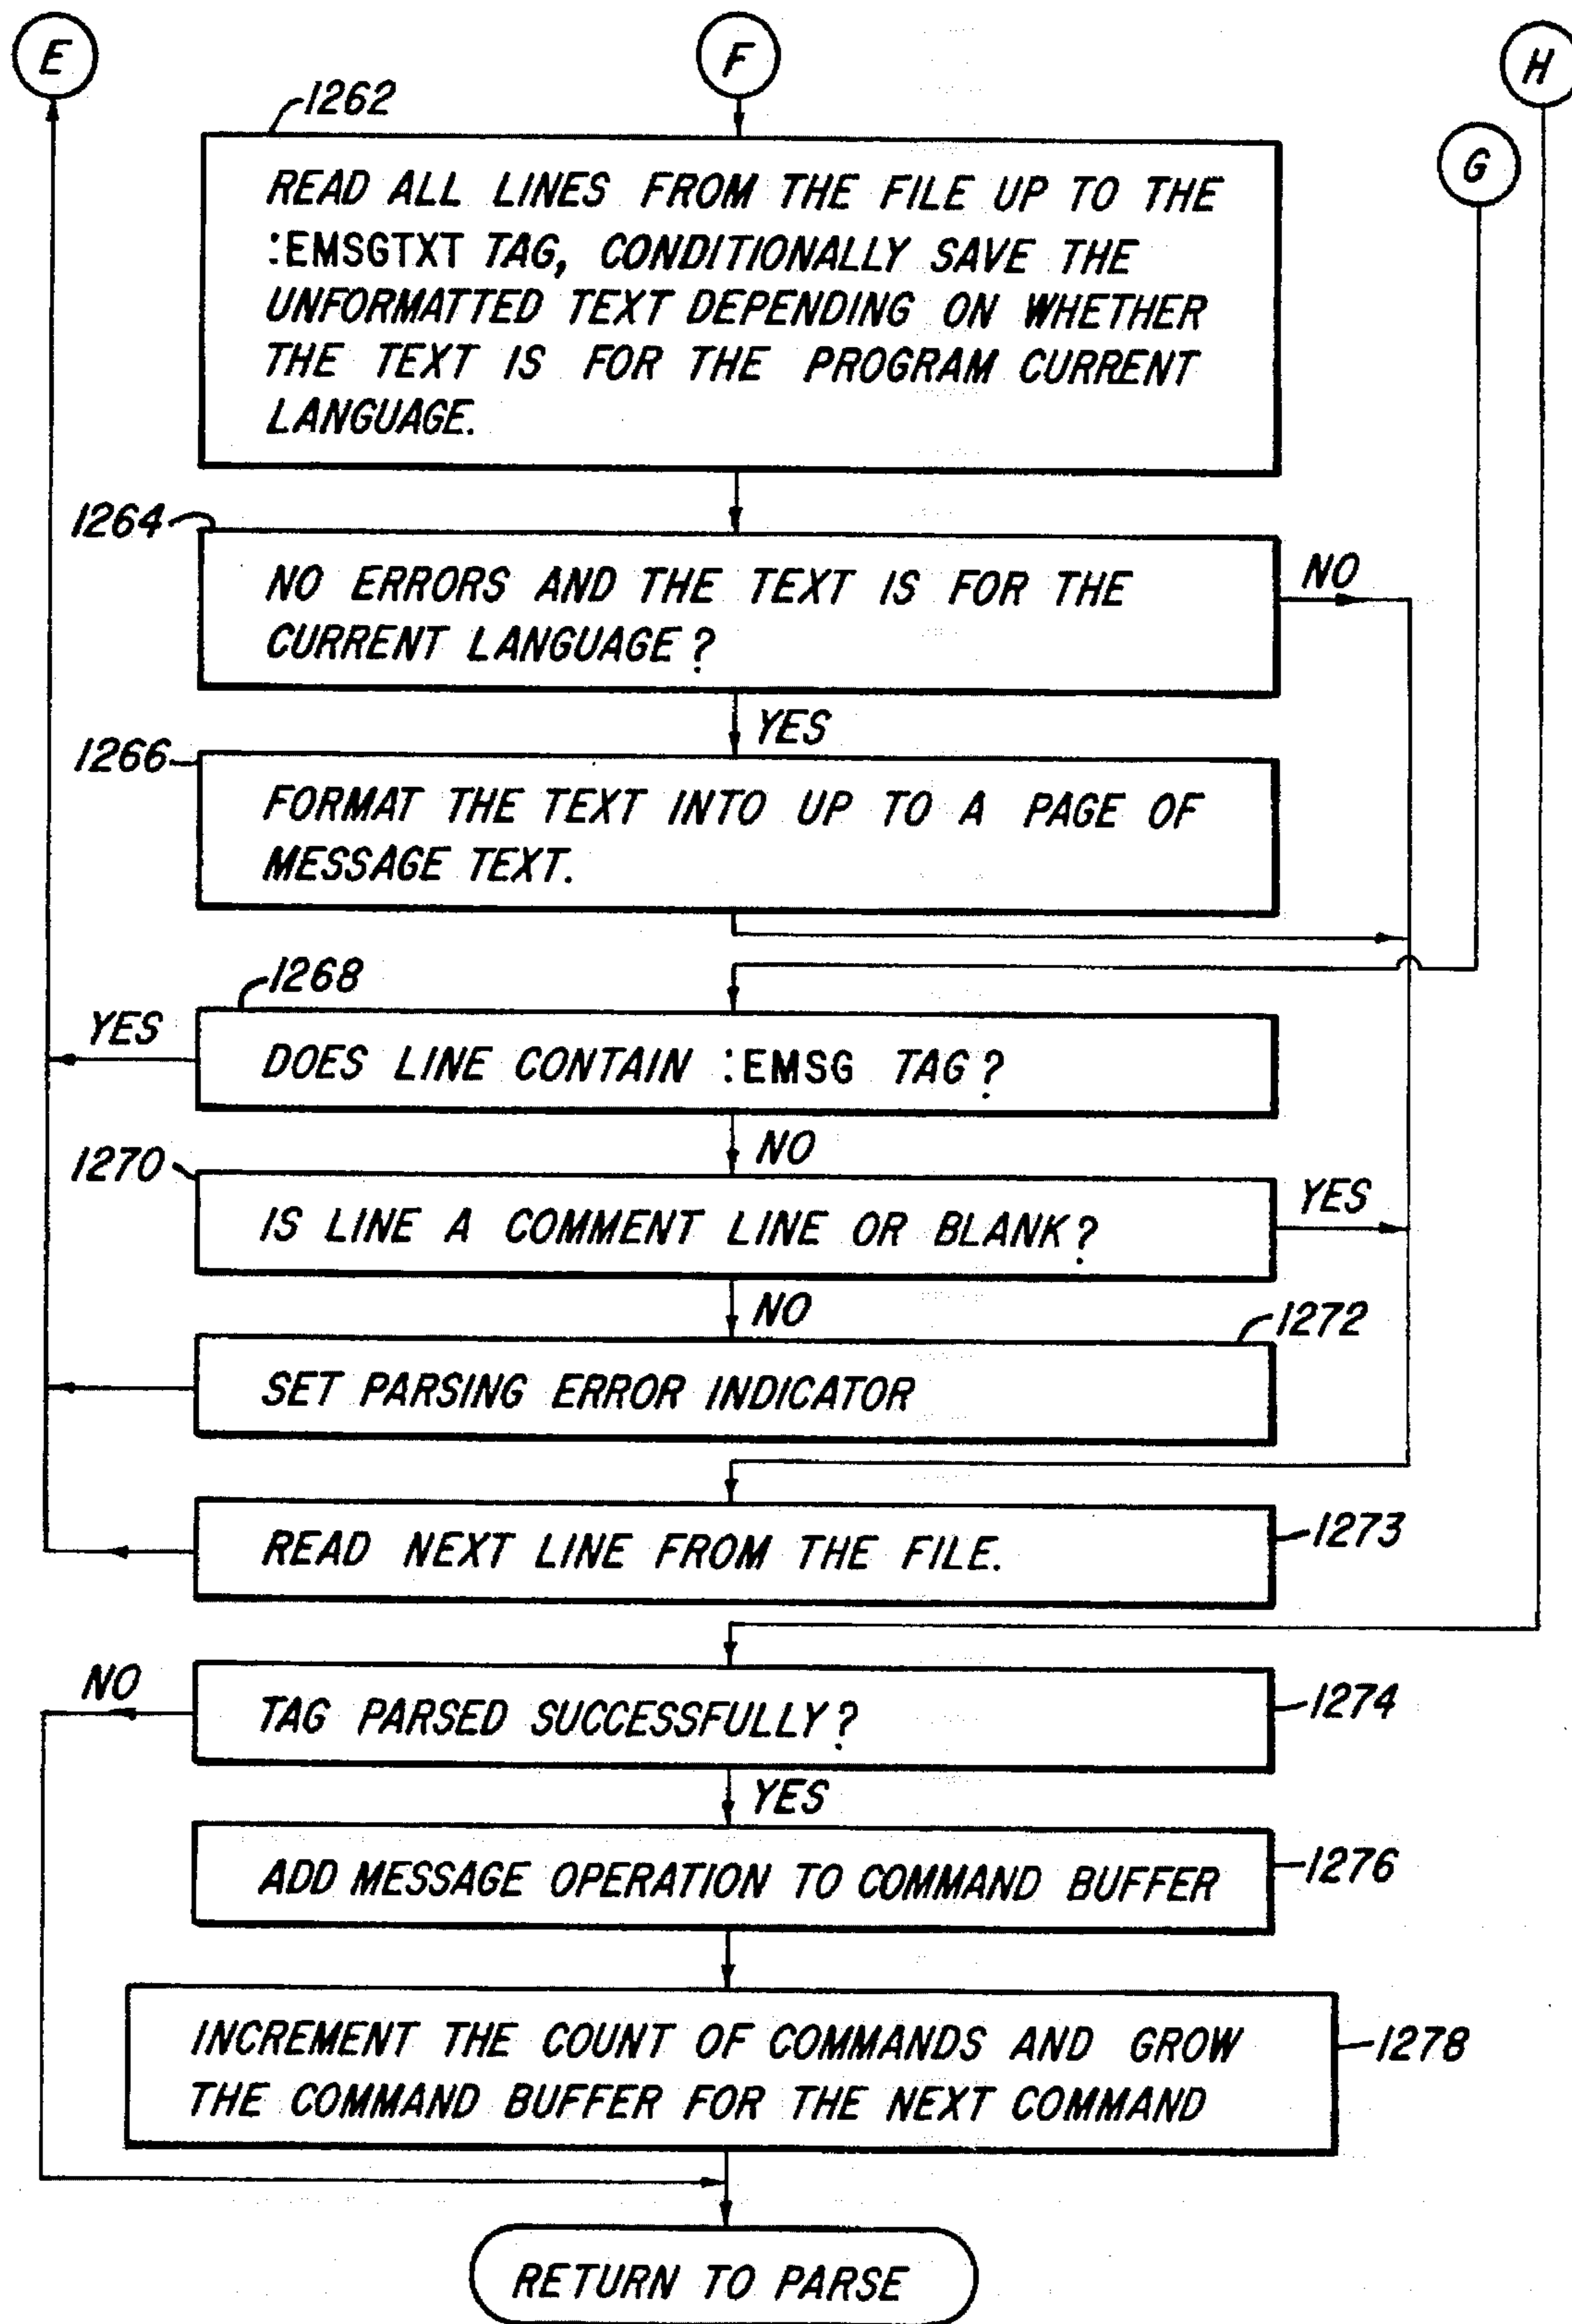 E
F
H
G
1262
READ ALL LINES FROM THE FILE UP TO THE
:EMSGTXT TAG, CONDITIONALLY SAVE THE
UNFORMATTED TEXT DEPENDING ON WHETHER
THE TEXT IS FOR THE PROGRAM CURRENT
LANGUAGE.
1264
NO ERRORS AND THE TEXT IS FOR THE
CURRENT LANGUAGE?
NO
YES
1266
FORMAT THE TEXT INTO UP TO A PAGE OF
MESSAGE TEXT.
1268
YES
DOES LINE CONTAIN :EMSG TAG?
NO
1270
IS LINE A COMMENT LINE OR BLANK?
YES
NO
1272
SET PARSING ERROR INDICATOR
READ NEXT LINE FROM THE FILE.
1273
NO
TAG PARSED SUCCESSFULLY?
1274
YES
ADD MESSAGE OPERATION TO COMMAND BUFFER
1276
INCREMENT THE COUNT OF COMMANDS AND GROW
THE COMMAND BUFFER FOR THE NEXT COMMAND
1278
RETURN TO PARSE